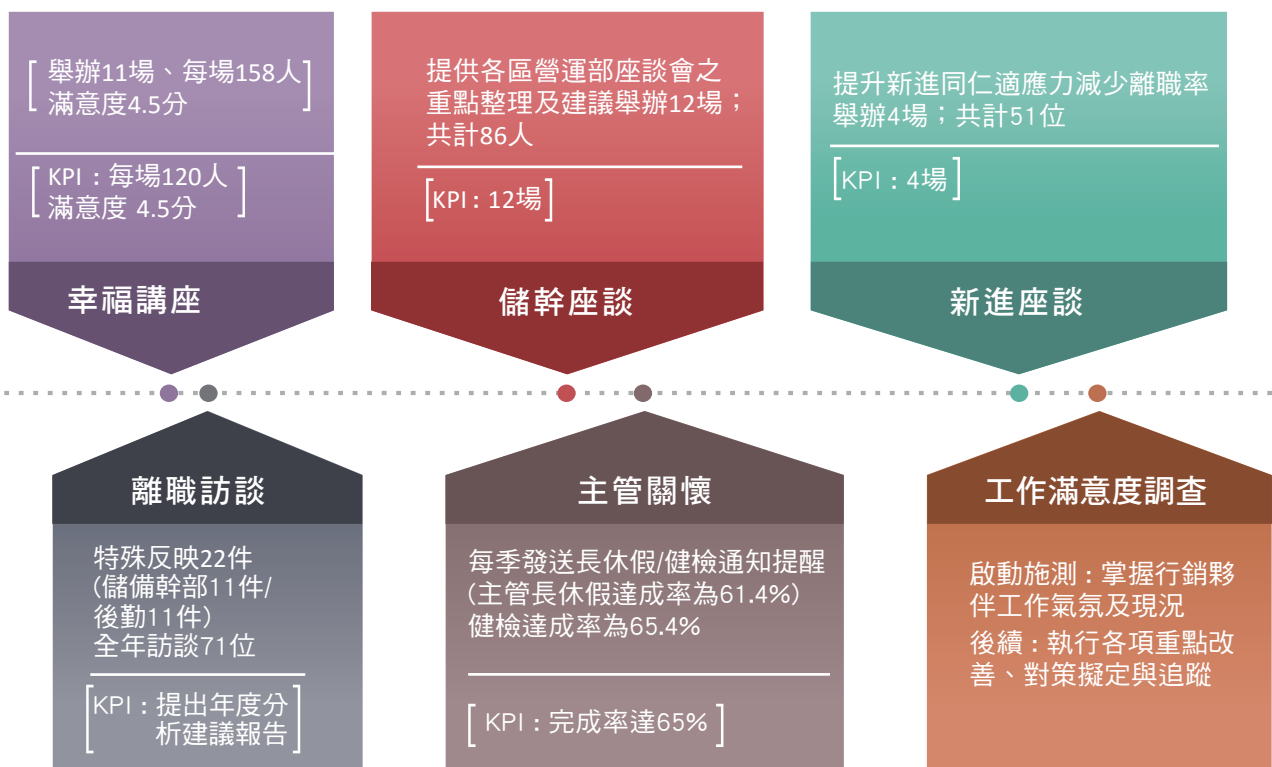 舉辦11場、每場158人
滿意度4.5分
KPI：每場120人
滿意度 4.5分
幸福講座
提供各區營運部座談會之
重點整理及建議舉辦12場；
共計86人
KPI：12場
儲幹座談
提升新進同仁適應力減少離職率
舉辦4場；共計51位
KPI：4場
新進座談
離職訪談
特殊反映22件
(儲備幹部11件/
後勤11件)
全年訪談71位
KPI：提出年度分
析建議報告
主管關懷
每季發送長休假/健檢通知提醒
(主管長休假達成率為61.4%)
健檢達成率為65.4%
KPI：完成率達65%
工作滿意度調查
啟動施測：掌握行銷夥
伴工作氣氛及現況
後續：執行各項重點改
善、對策擬定與追蹤